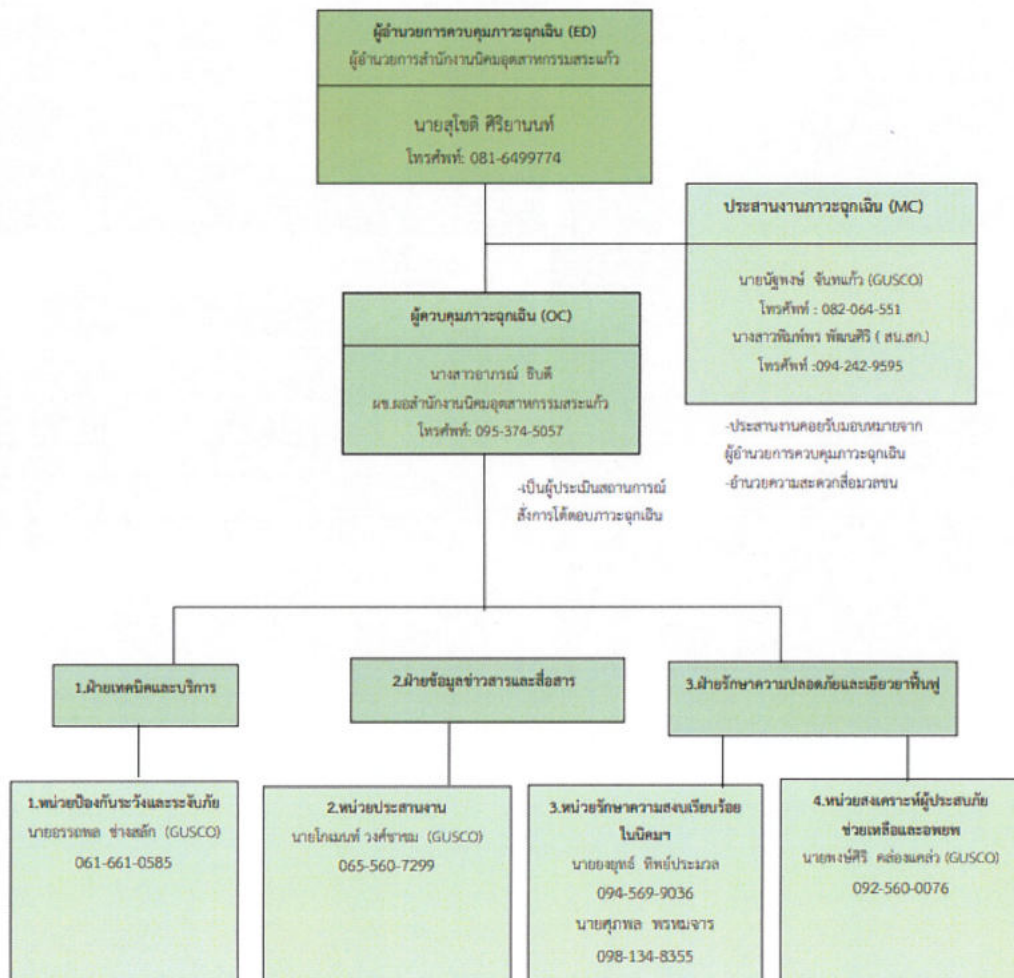 ผู้อำนวยการควบคุมภาวะฉุกเฉิน (ED)
ผู้อำนวยการสำนักงานนิคมอุตสาหกรรมสระแก้ว
นายสุโชติ ศิริยานนท์
โทรศัพท์: 081-6499774
ประสานงานภาวะฉุกเฉิน (MC)
นายนัฐพงษ์ จันทแก้ว (GUSCO)
โทรศัพท์ : 082-064-551
นางสาวพิมพ์พร พัฒนศิริ ( สน.สก.)
โทรศัพท์ :094-242-9595
-ประสานงานคอยรับมอบหมายจาก
ผู้อำนวยการควบคุมภาวะฉุกเฉิน
-อำนวยความสะดวกสื่อมวลชน
ผู้ควบคุมภาวะฉุกเฉิน (OC)
นางสาวอาภรณ์ ชิบดี
ผช.ผอสำนักงานนิคมอุตสาหกรรมสระแก้ว
โทรศัพท์: 095-374-5057
-เป็นผู้ประเมินสถานการณ์
สั่งการโต้ตอบภาวะฉุกเฉิน
1.ฝ่ายเทคนิคและบริการ
2.ฝ่ายข้อมูลข่าวสารและสื่อสาร
3.ฝ่ายรักษาความปลอดภัยและเยียวยาฟื้นฟู
1.หน่วยป้องกันระวังและระงับภัย
นายอรรถพล ช่างสลัก (GUSCO)
061-661-0585
2.หน่วยประสานงาน
นายโกเมนท์ วงศ์ชารม (GUSCO)
065-560-7299
3.หน่วยรักษาความสงบเรียบร้อย
ในนิคมฯ
นายยงยุทธ์ ทิพย์ประมวล
094-569-9036
นายศุภพล พรหมจาร
098-134-8355
4.หน่วยสงเคราะห์ผู้ประสบภัย
ช่วยเหลือและอพยพ
นายพงษ์ศิริ คล่องแคล่ว (GUSCO)
092-560-0076